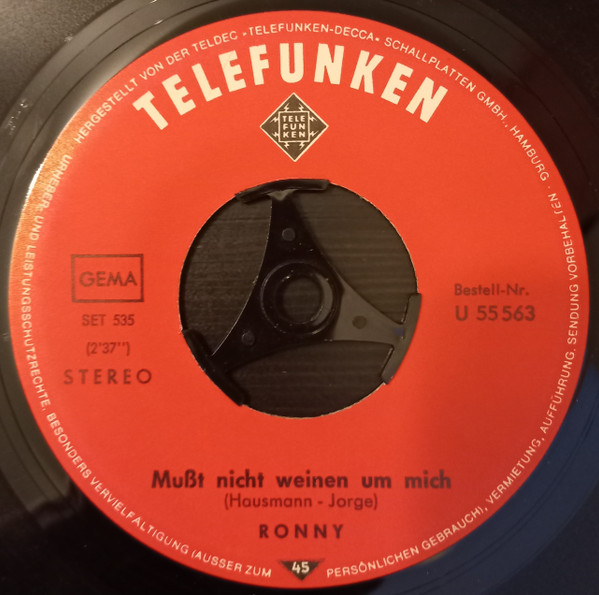 HERGESTELLT VON DER TELDEC »TELEFUNKEN-DECCA« SCHALLPLATTEN GMBH., HAMBURG ·
TELEFUNKEN
TELE
FUN
KEN
GEMA
SET 535
(2'37'')
STEREO
Bestell-Nr.
U 55 563
Mußt nicht weinen um mich
(Hausmann - Jorge)
RONNY
45
URHEBER- UND LEISTUNGSSCHUTZRECHTE, BESONDERS VERVIELFÄLTIGUNG (AUSSER ZUM PERSÖNLICHEN GEBRAUCH), VERMIETUNG, AUFFÜHRUNG, SENDUNG VORBEHALTEN